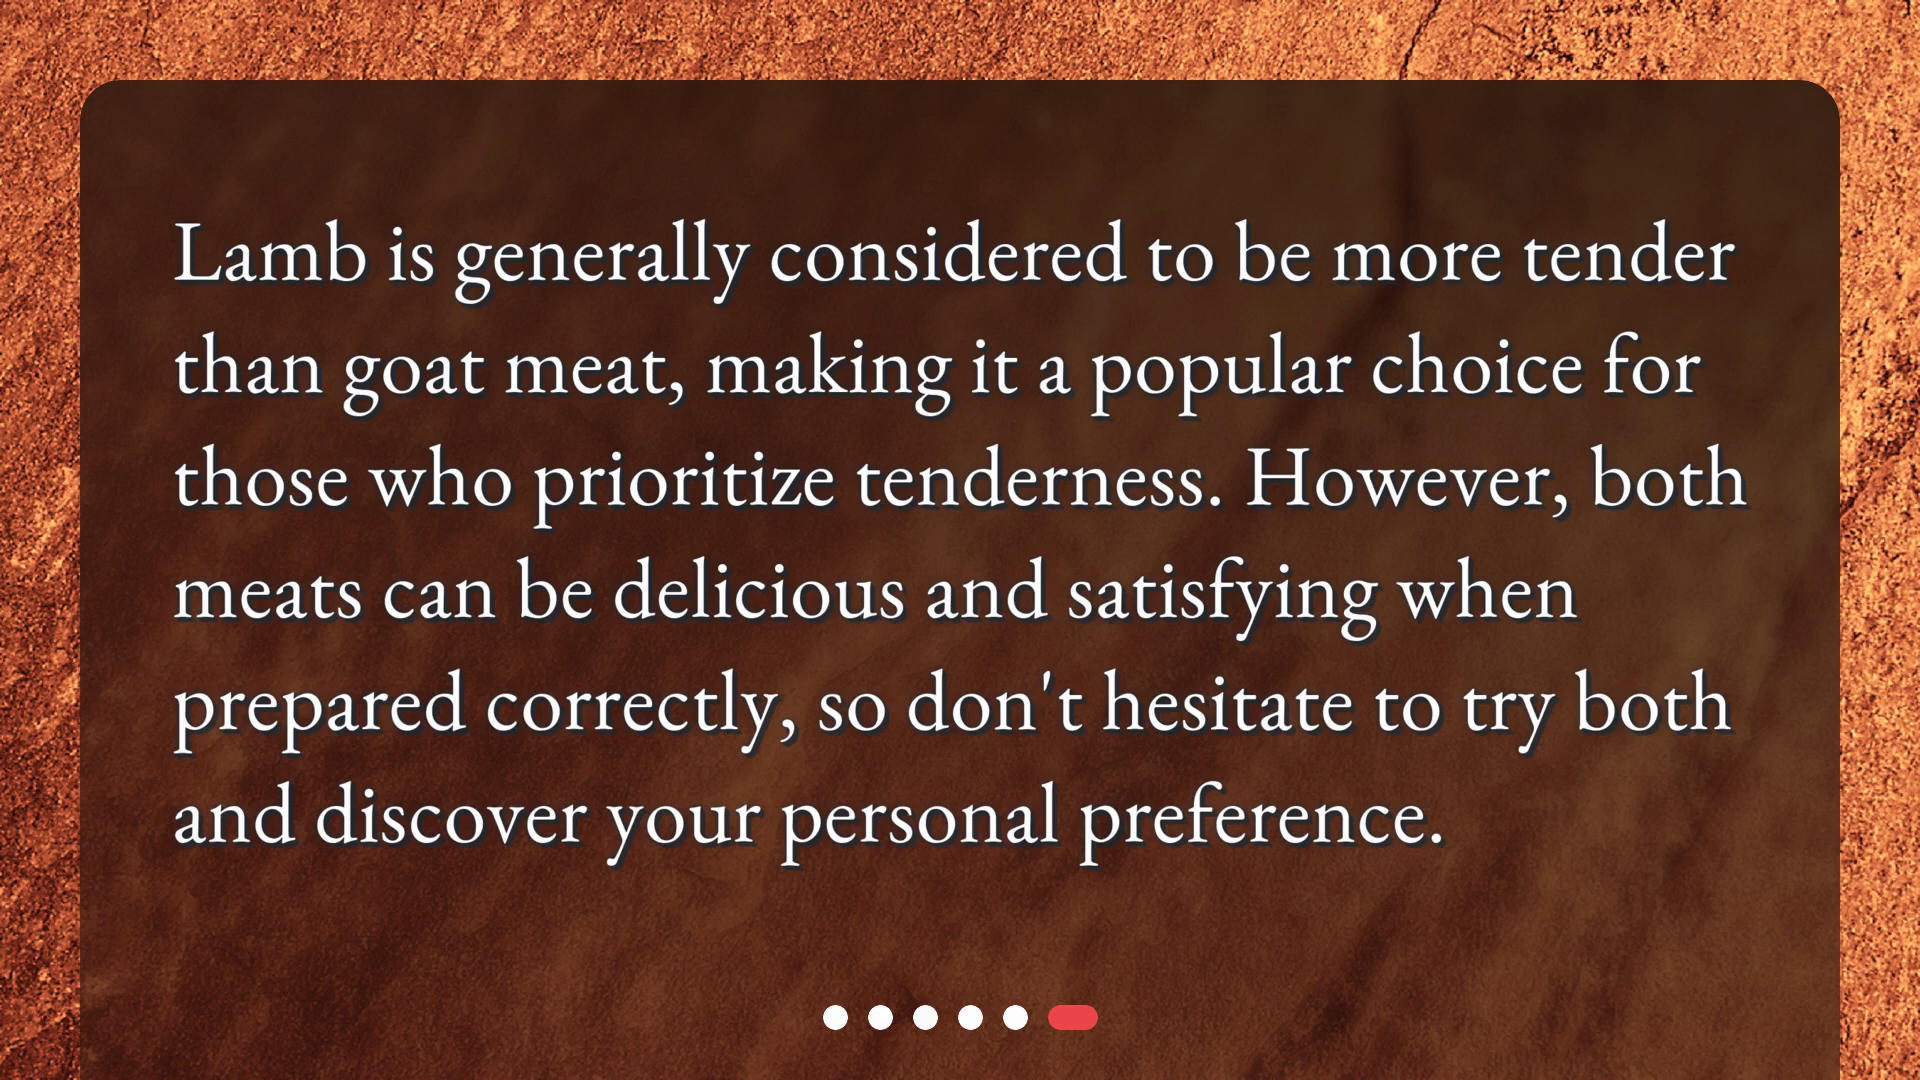 Lamb is generally considered to be more tender
than goat meat, making it a popular choice for
those who prioritize tenderness. However, both
meats can be delicious and satisfying when
prepared correctly, so don't hesitate to try both
and discover your personal preference.